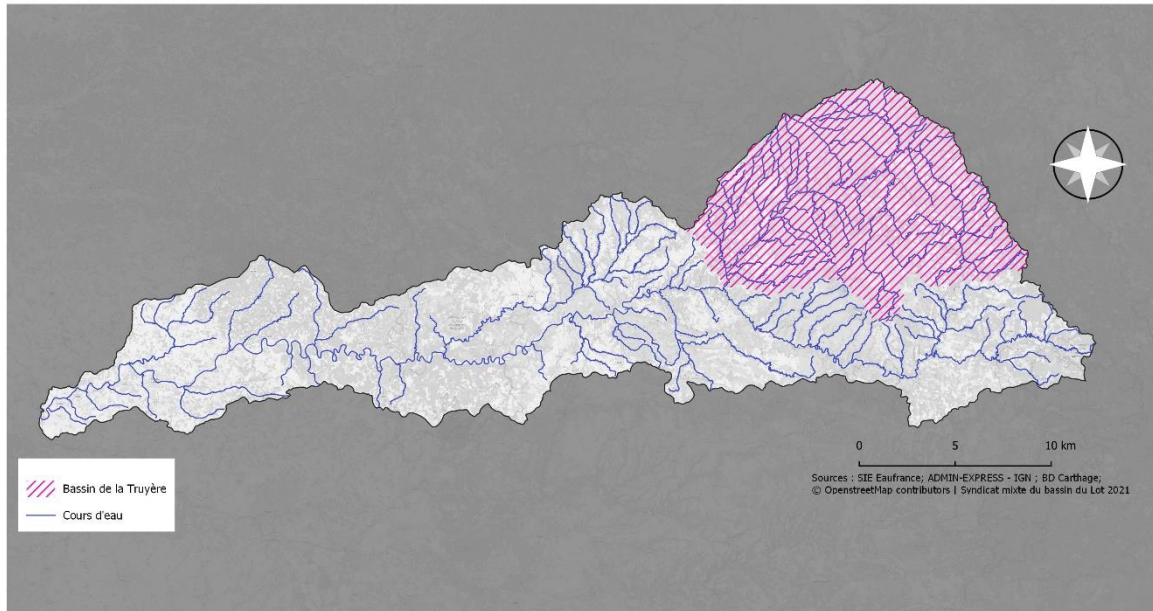 0 5 10 km
Sources : SIE Eaufrance; ADMIN-EXPRESS - IGN ; BD Carthage;
© OpenstreetMap contributors | Syndicat mixte du bassin du Lot 2021
Bassin de la Truyère
Cours d'eau